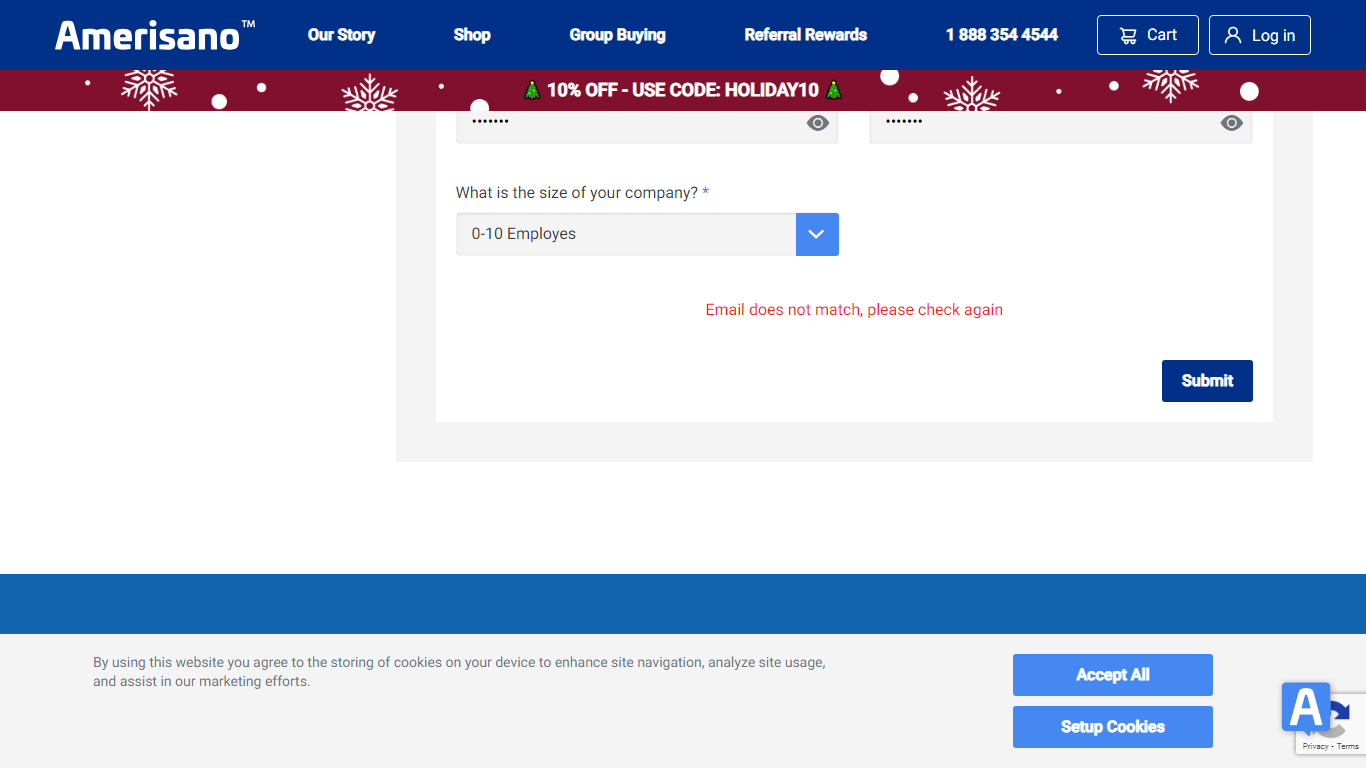 Amerisano™
Our Story
Shop
Group Buying
Referral Rewards
1 888 354 4544
Cart
Log in
10% OFF - USE CODE: HOLIDAY10
What is the size of your company? *
0-10 Employes
Email does not match, please check again
Submit
By using this website you agree to the storing of cookies on your device to enhance site navigation, analyze site usage,
and assist in our marketing efforts.
Accept All
Setup Cookies
A
Privacy - Terms